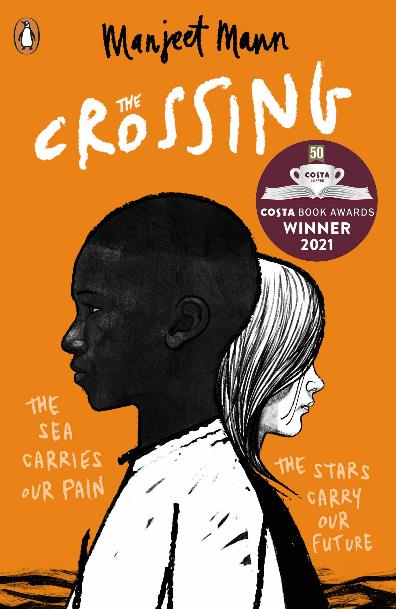 Manjeet Mann
THE
CROSSING
50
COSTA
COFFEE
COSTA BOOK AWARDS
WINNER
2021
THE
SEA
CARRIES
OUR PAIN
THE STARS
CARRY
OUR
FUTURE